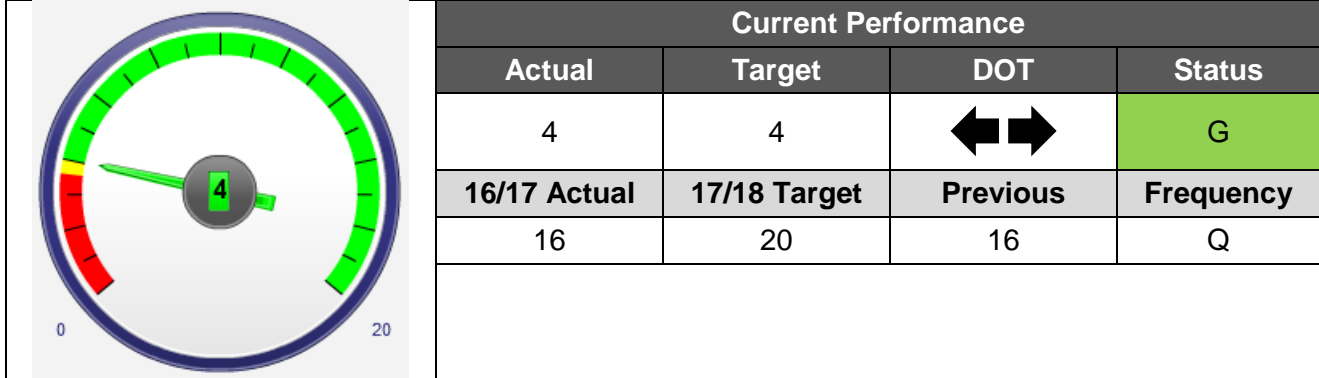 4
0 20
Current Performance
Actual Target DOT Status
4 4 G
16/17 Actual 17/18 Target Previous Frequency
16 20 16 Q